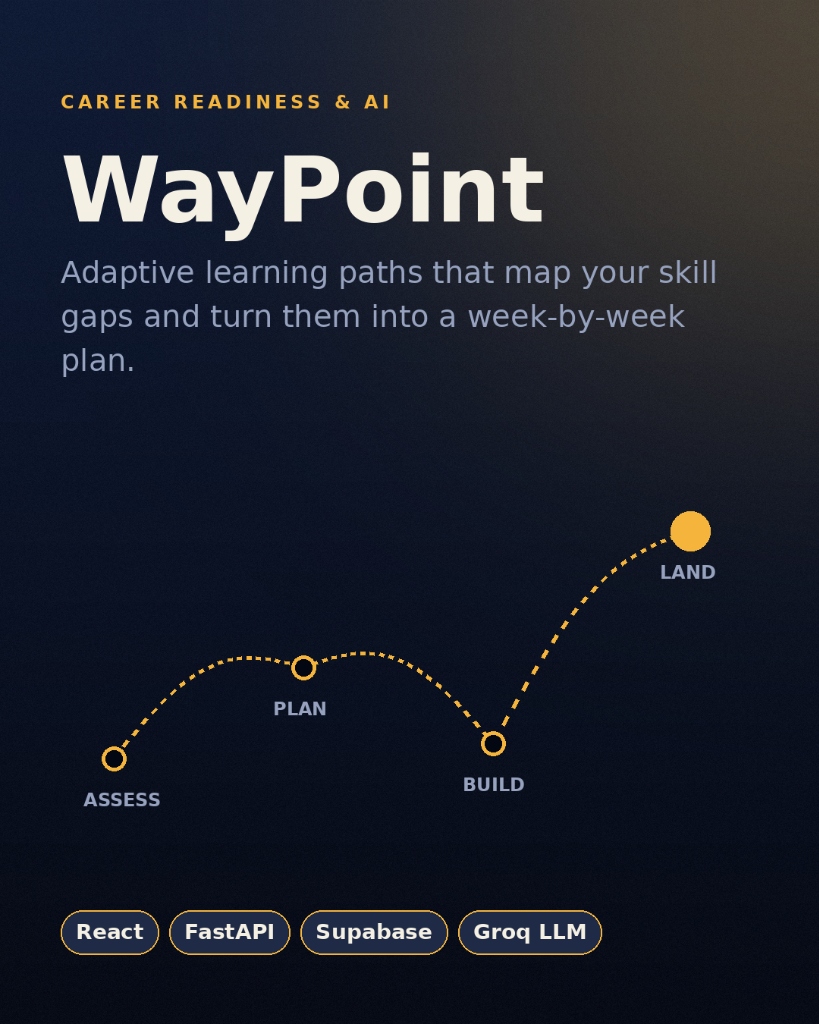 CAREER READINESS & AI
WayPoint
Adaptive learning paths that map your skill
gaps and turn them into a week-by-week
plan.
LAND
PLAN
BUILD
ASSESS
React FastAPI Supabase Groq LLM